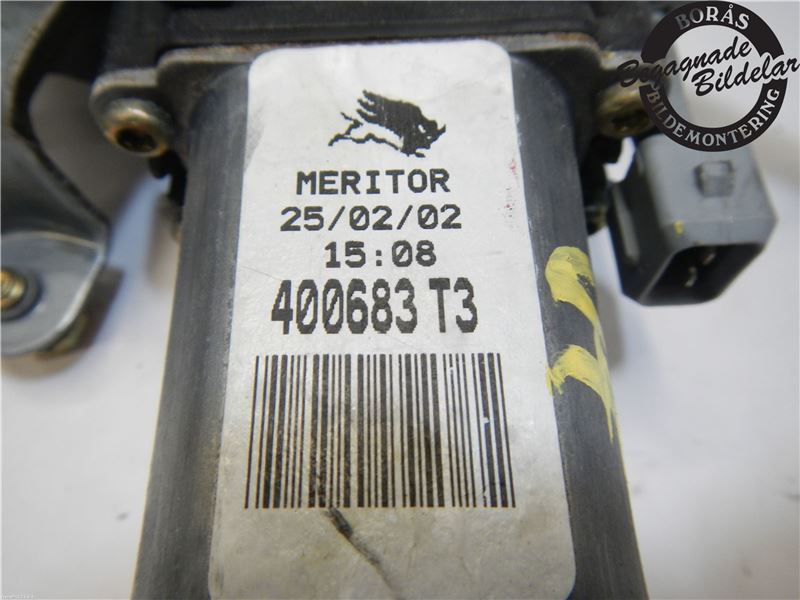 BORÅS
Begagnade
Bildelar
BILDEMONTERING
MERITOR
25/02/02
15:08
400683 T3